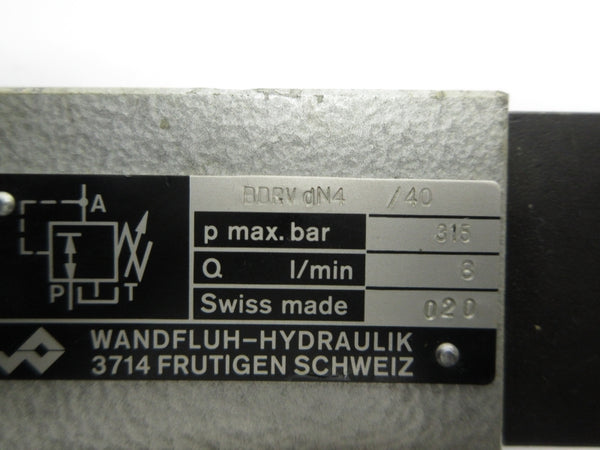 BDRV dN4 /40
A
p max. bar 315
Q l/min 6
P T
Swiss made 020
WANDFLUH-HYDRAULIK
3714 FRUTIGEN SCHWEIZ